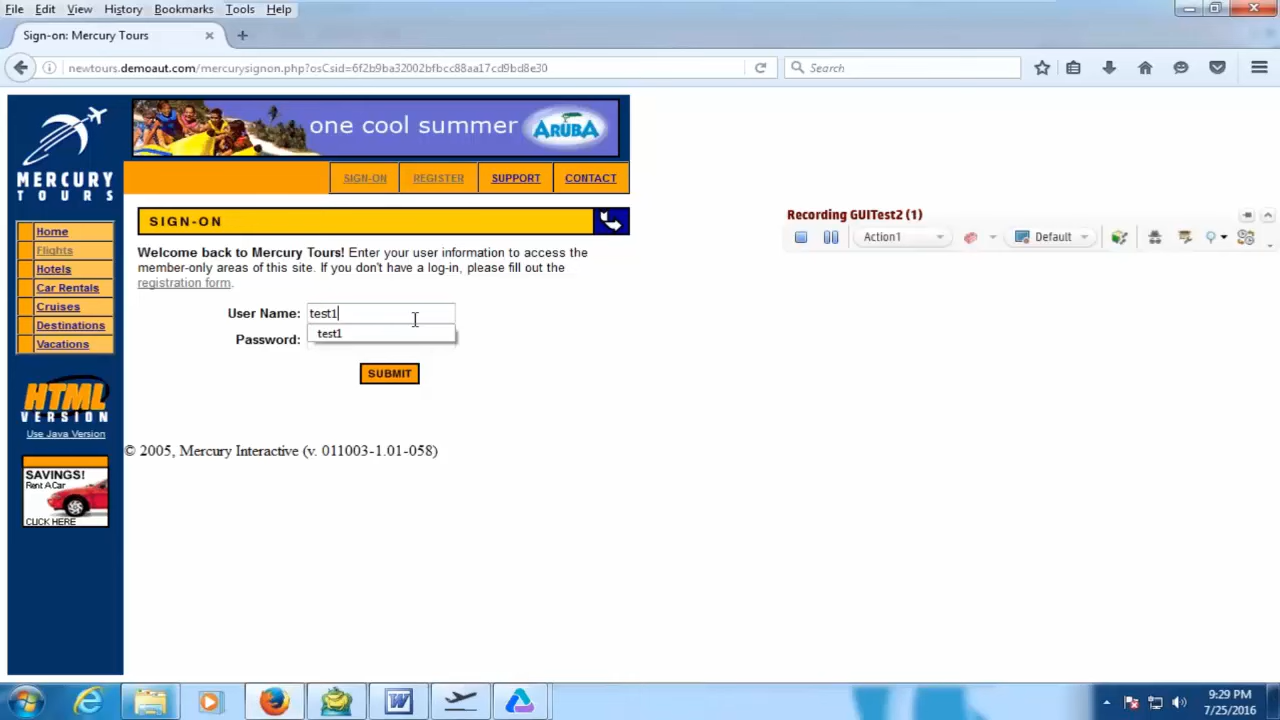 File Edit View History Bookmarks Tools Help
Sign-on: Mercury Tours
newtours.demoaut.com/mercurysignon.php?osCsid=6f2b9ba32002bfbcc88aa17cd9bd8e30
Search
one cool summer ARUBA
MERCURY
TOURS
SIGN-ON REGISTER SUPPORT CONTACT
SIGN-ON
Home
Flights
Hotels
Car Rentals
Cruises
Destinations
Vacations
Welcome back to Mercury Tours! Enter your user information to access the
member-only areas of this site. If you don't have a log-in, please fill out the
registration form.
User Name: test1
test1
Password:
SUBMIT
HTML
VERSION
Use Java Version
© 2005, Mercury Interactive (v. 011003-1.01-058)
SAVINGS!
Rent A Car
CLICK HERE
Recording GUITest2 (1)
Action1 Default
9:29 PM
7/25/2016